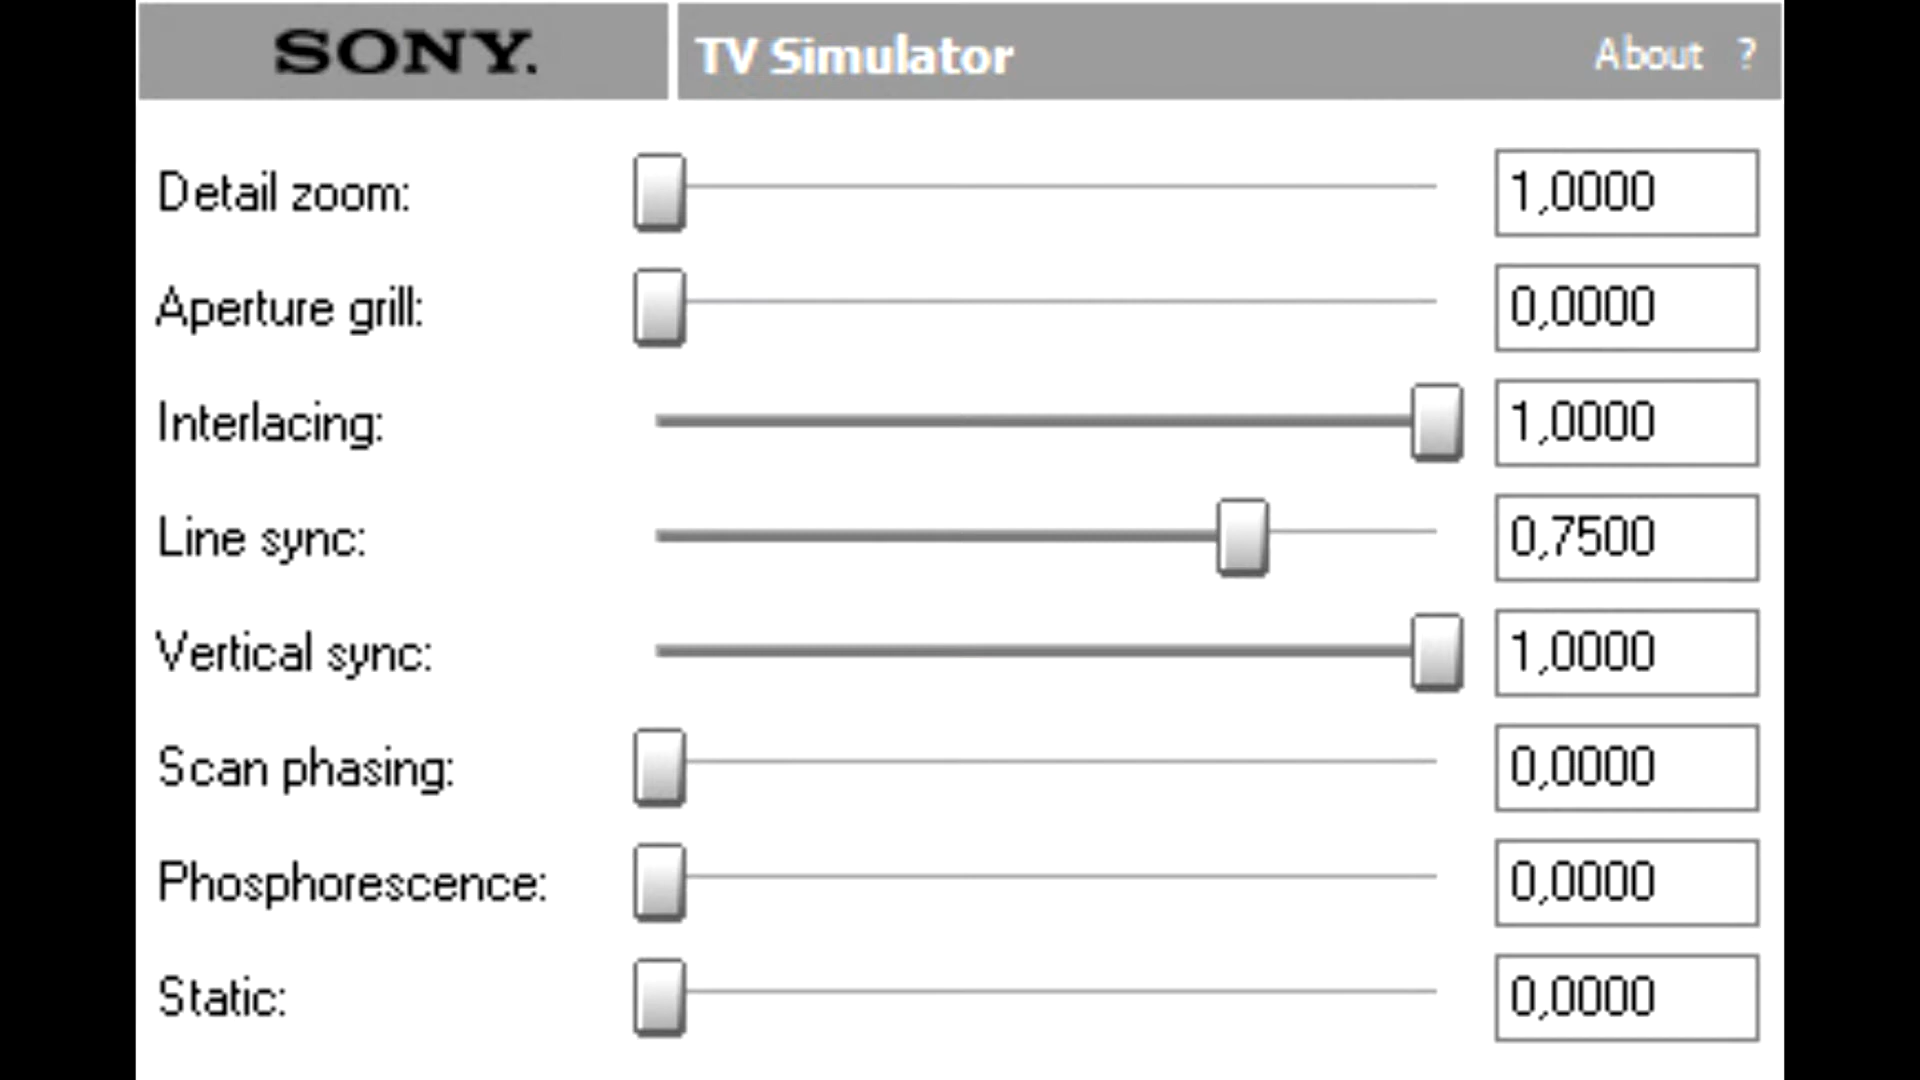 SONY. TV Simulator About ?
Detail zoom: 1,0000
Aperture grill: 0,0000
Interlacing: 1,0000
Line sync: 0,7500
Vertical sync: 1,0000
Scan phasing: 0,0000
Phosphorescence: 0,0000
Static: 0,0000